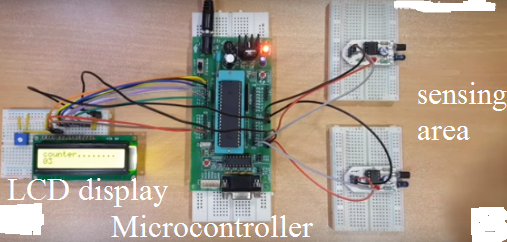 sensing
area
counter........
02
LCD display
Microcontroller